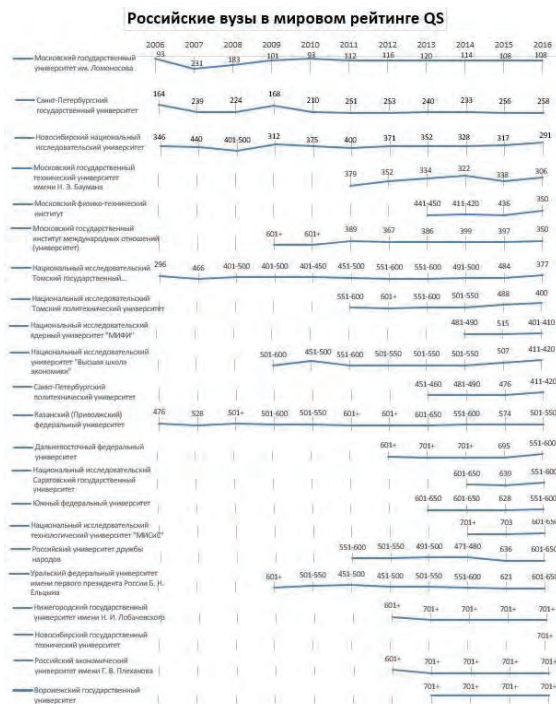 Российские вузы в мировом рейтинге QS
2006 2007 2008 2009 2010 2011 2012 2013 2014 2015 2016
Московский государственный университет им. Ломоносова
93 231 183 101 93 112 116 120 114 108 108
Санкт-Петербургский государственный университет
164 239 224 168 210 251 253 240 233 256 258
Новосибирский национальный исследовательский университет
346 440 401-500 312 375 400 371 352 328 317 291
Московский государственный технический университет имени Н. Э. Баумана
379 352 334 322 338 306
Московский физико-технический институт
441-450 411-420 436 350
Московский государственный институт международных отношений (университет)
601+ 601+ 389 367 386 399 397 350
Национальный исследовательский Томский государственный...
296 466 401-500 401-500 401-450 451-500 551-600 551-600 491-500 484 377
Национальный исследовательский Томский политехнический университет
551-600 601+ 551-600 501-550 488 400
Национальный исследовательский ядерный университет "МИФИ"
481-490 515 401-410
Национальный исследовательский университет "Высшая школа экономики"
501-600 451-500 551-600 501-550 501-550 501-550 507 411-420
Санкт-Петербургский политехнический университет
451-460 481-490 476 411-420
Казанский (Приволжский) федеральный университет
476 528 501+ 501-600 501-550 601+ 601+ 601-650 551-600 574 501-550
Дальневосточный федеральный университет
601+ 701+ 701+ 695 551-600
Национальный исследовательский Саратовский государственный университет
601-650 639 551-600
Южный федеральный университет
601-650 601-650 628 551-600
Национальный исследовательский технологический университет "МИСиС"
701+ 703 601-650
Российский университет дружбы народов
551-600 501-550 491-500 471-480 636 601-650
Уральский федеральный университет имени первого президента России Б. Н. Ельцина
601+ 501-550 451-500 451-500 501-550 551-600 621 601-650
Нижегородский государственный университет имени Н. И. Лобачевского
601+ 701+ 701+ 701+ 701+
Новосибирский государственный технический университет
701+
Российский экономический университет имени Г. В. Плеханова
601+ 701+ 701+ 701+ 701+
Воронежский государственный университет
701+ 701+ 701+ 701+